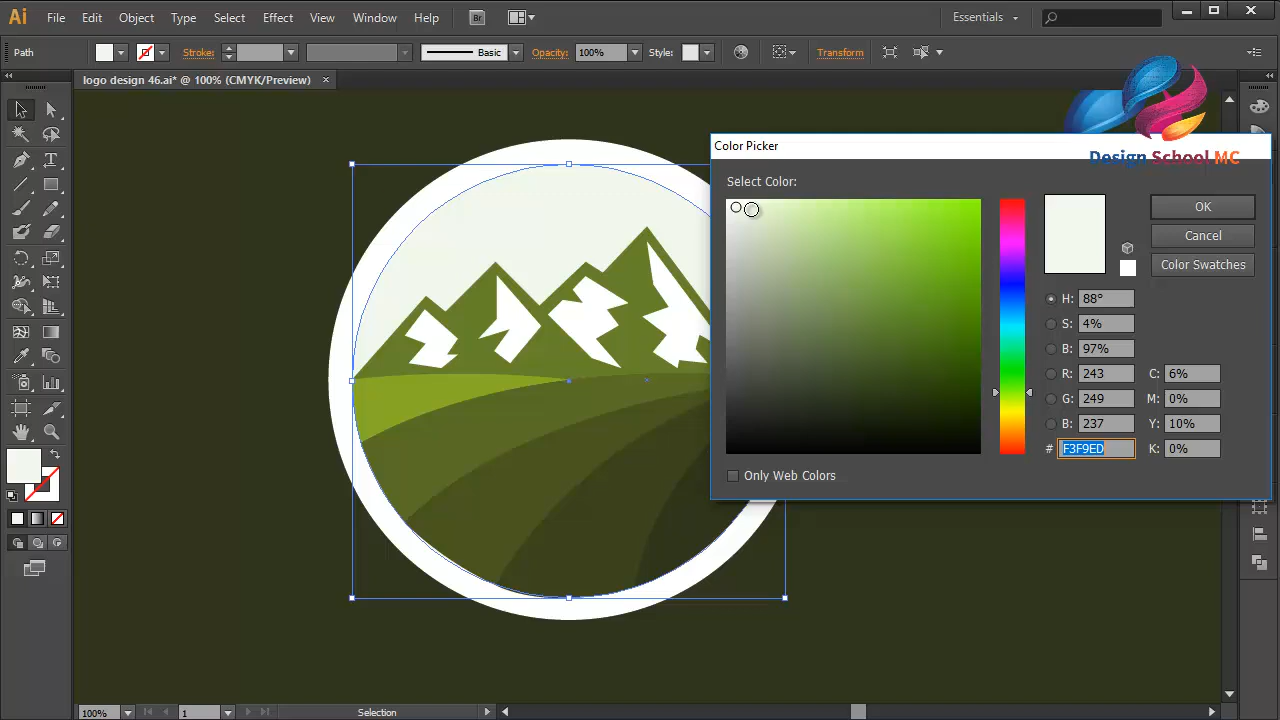 Ai File Edit Object Type Select Effect View Window Help Br Essentials
Path Stroke: Basic Opacity: 100% Style: Transform
logo design 46.ai* @ 100% (CMYK/Preview) ×
Design School MC
Color Picker
Select Color:
OK
Cancel
Color Swatches
H: 88°
S: 4%
B: 97%
R: 243 C: 6%
G: 249 M: 0%
B: 237 Y: 10%
# F3F9ED K: 0%
Only Web Colors
100% 1 Selection